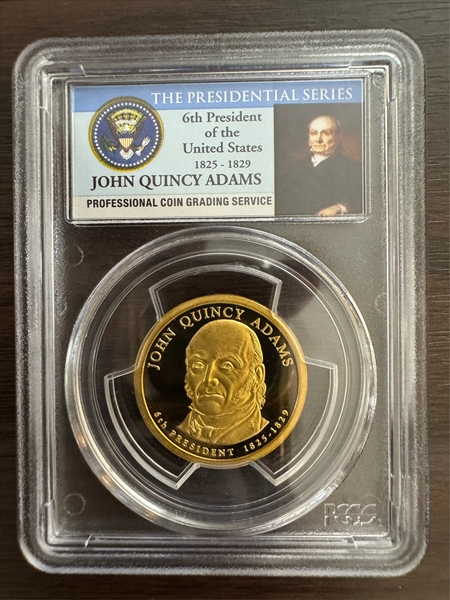 THE PRESIDENTIAL SERIES
6th President
of the
United States
1825 - 1829
JOHN QUINCY ADAMS
PROFESSIONAL COIN GRADING SERVICE
JOHN QUINCY ADAMS
6th PRESIDENT 1825-1829
PCGS